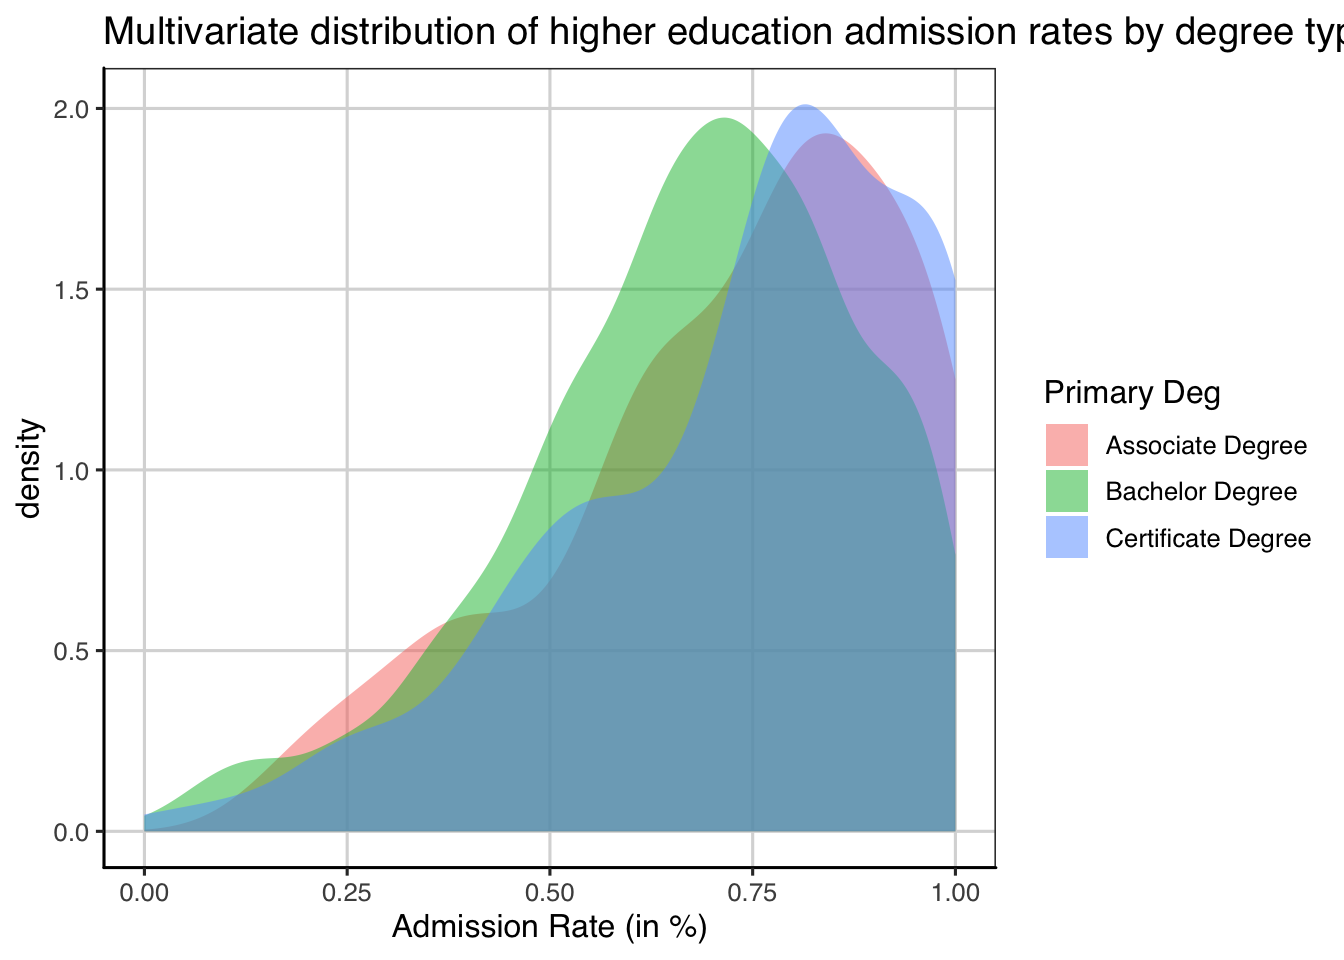 Multivariate distribution of higher education admission rates by degree typ
2.0
1.5
1.0
0.5
0.0
density
0.00 0.25 0.50 0.75 1.00
Admission Rate (in %)
Primary Deg
Associate Degree
Bachelor Degree
Certificate Degree